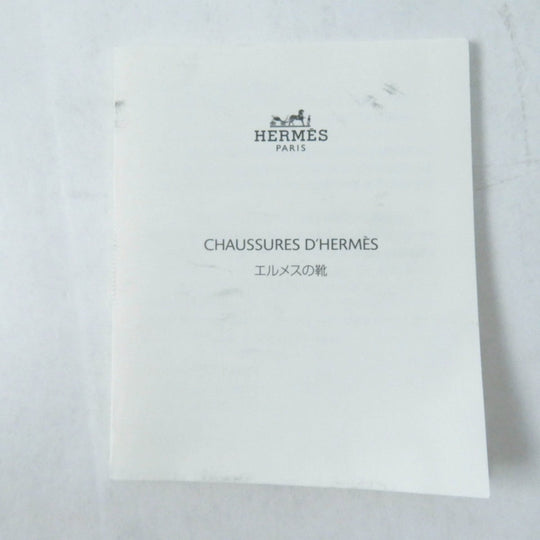 HERMÈS
PARIS
CHAUSSURES D'HERMÈS
エルメスの靴